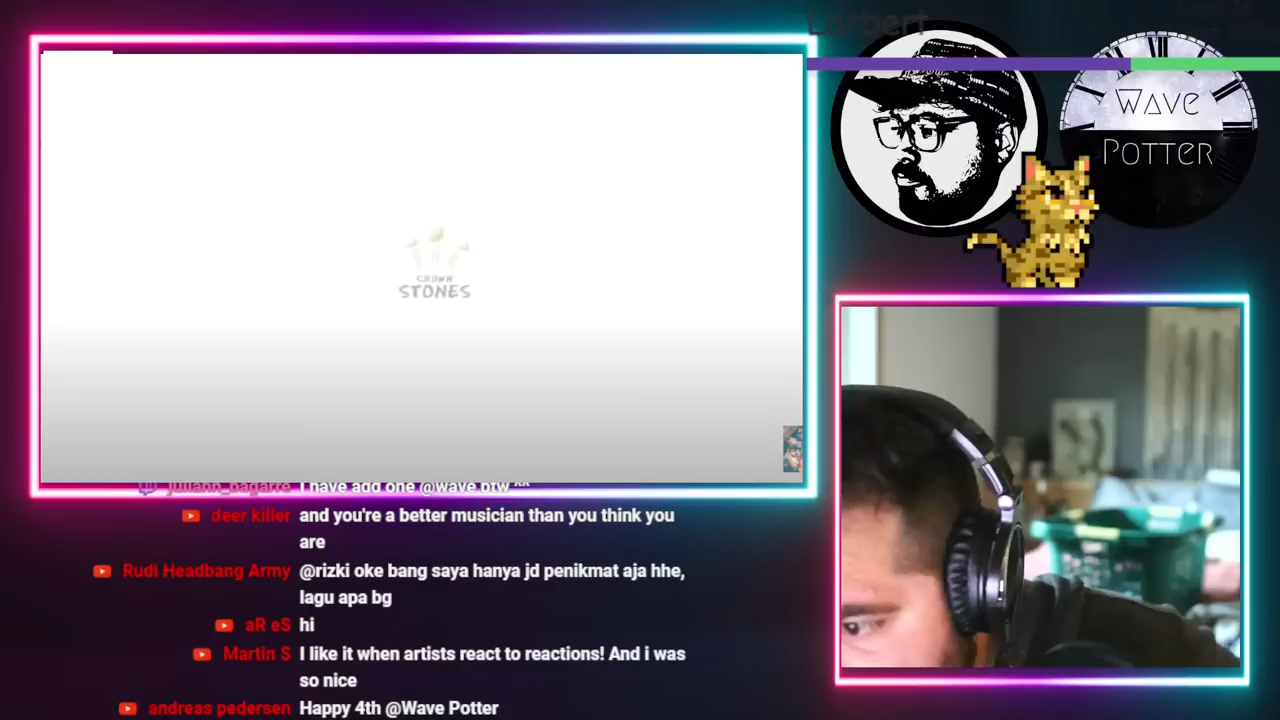 Lorbert
WAVE
POTTER
CROWN
STONES
juliann_bagarre I have add one @wave btw ^^
deer killer and you're a better musician than you think you
are
Rudi Headbang Army @rizki oke bang saya hanya jd penikmat aja hhe,
lagu apa bg
aR eS hi
Martin S I like it when artists react to reactions! And i was
so nice
andreas pedersen Happy 4th @Wave Potter